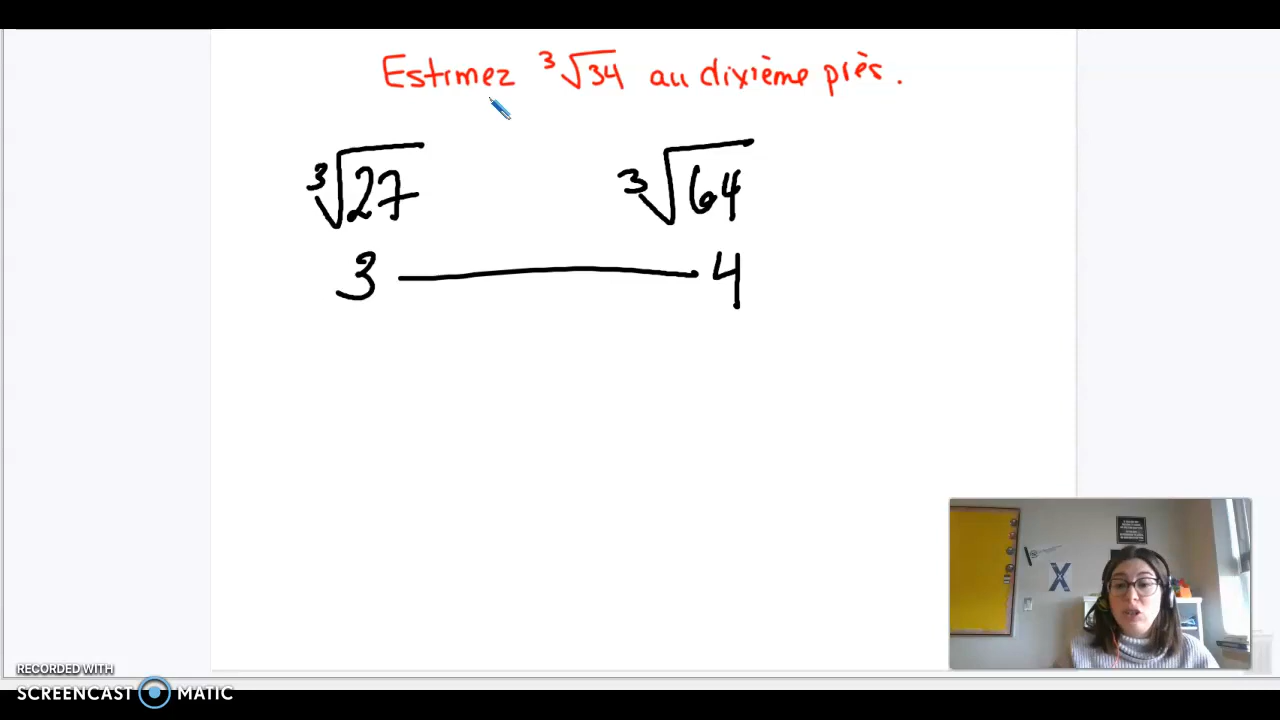 Estimez ³√34 au dixième près.
³√27 ³√64
3 4
X
RECORDED WITH
SCREENCAST MATIC